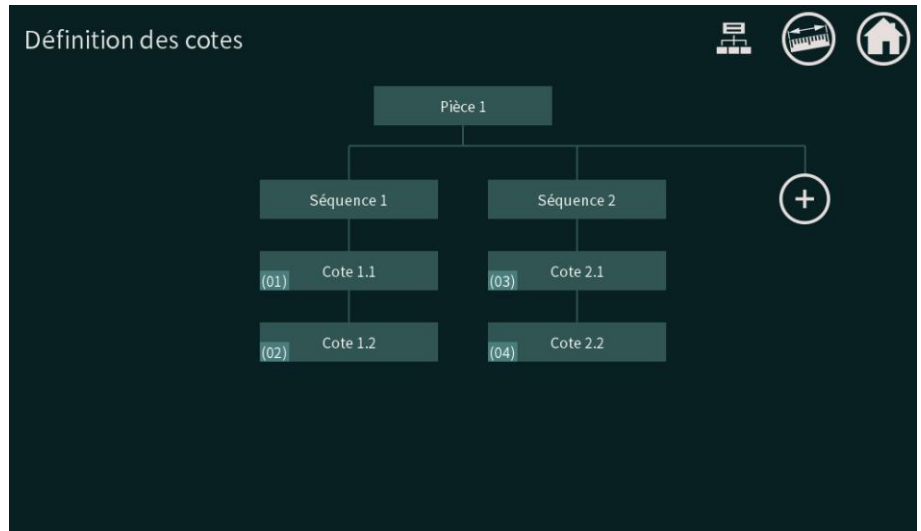 Définition des cotes
Pièce 1
Séquence 1
Séquence 2
+
Cote 1.1
(01)
Cote 2.1
(03)
Cote 1.2
(02)
Cote 2.2
(04)